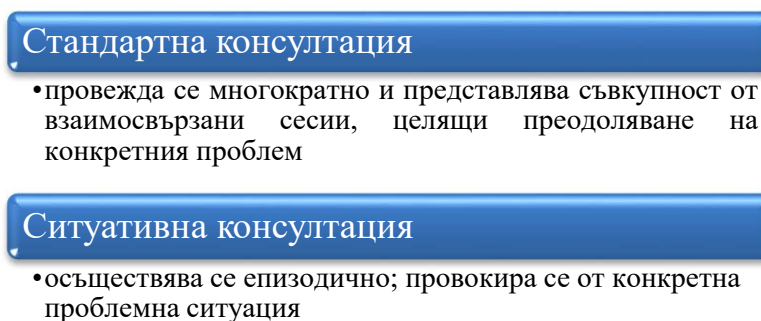 Стандартна консултация
•провежда се многократно и представлява съвкупност от
взаимосвързани сесии, целящи преодоляване на
конкретния проблем
Ситуативна консултация
•осъществява се епизодично; провокира се от конкретна
проблемна ситуация